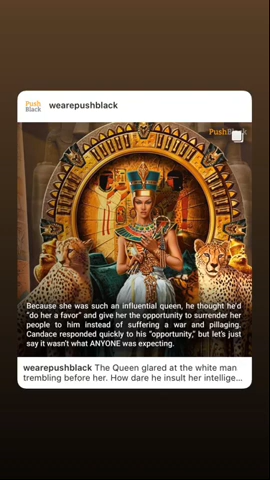 Push
Black
wearepushblack
PushBlack
Because she was such an influential queen, he thought he'd
"do her a favor" and give her the opportunity to surrender her
people to him instead of suffering a war and pillaging.
Candace responded quickly to his "opportunity," but let's just
say it wasn't what ANYONE was expecting.
wearepushblack The Queen glared at the white man
trembling before her. How dare he insult her intellige...